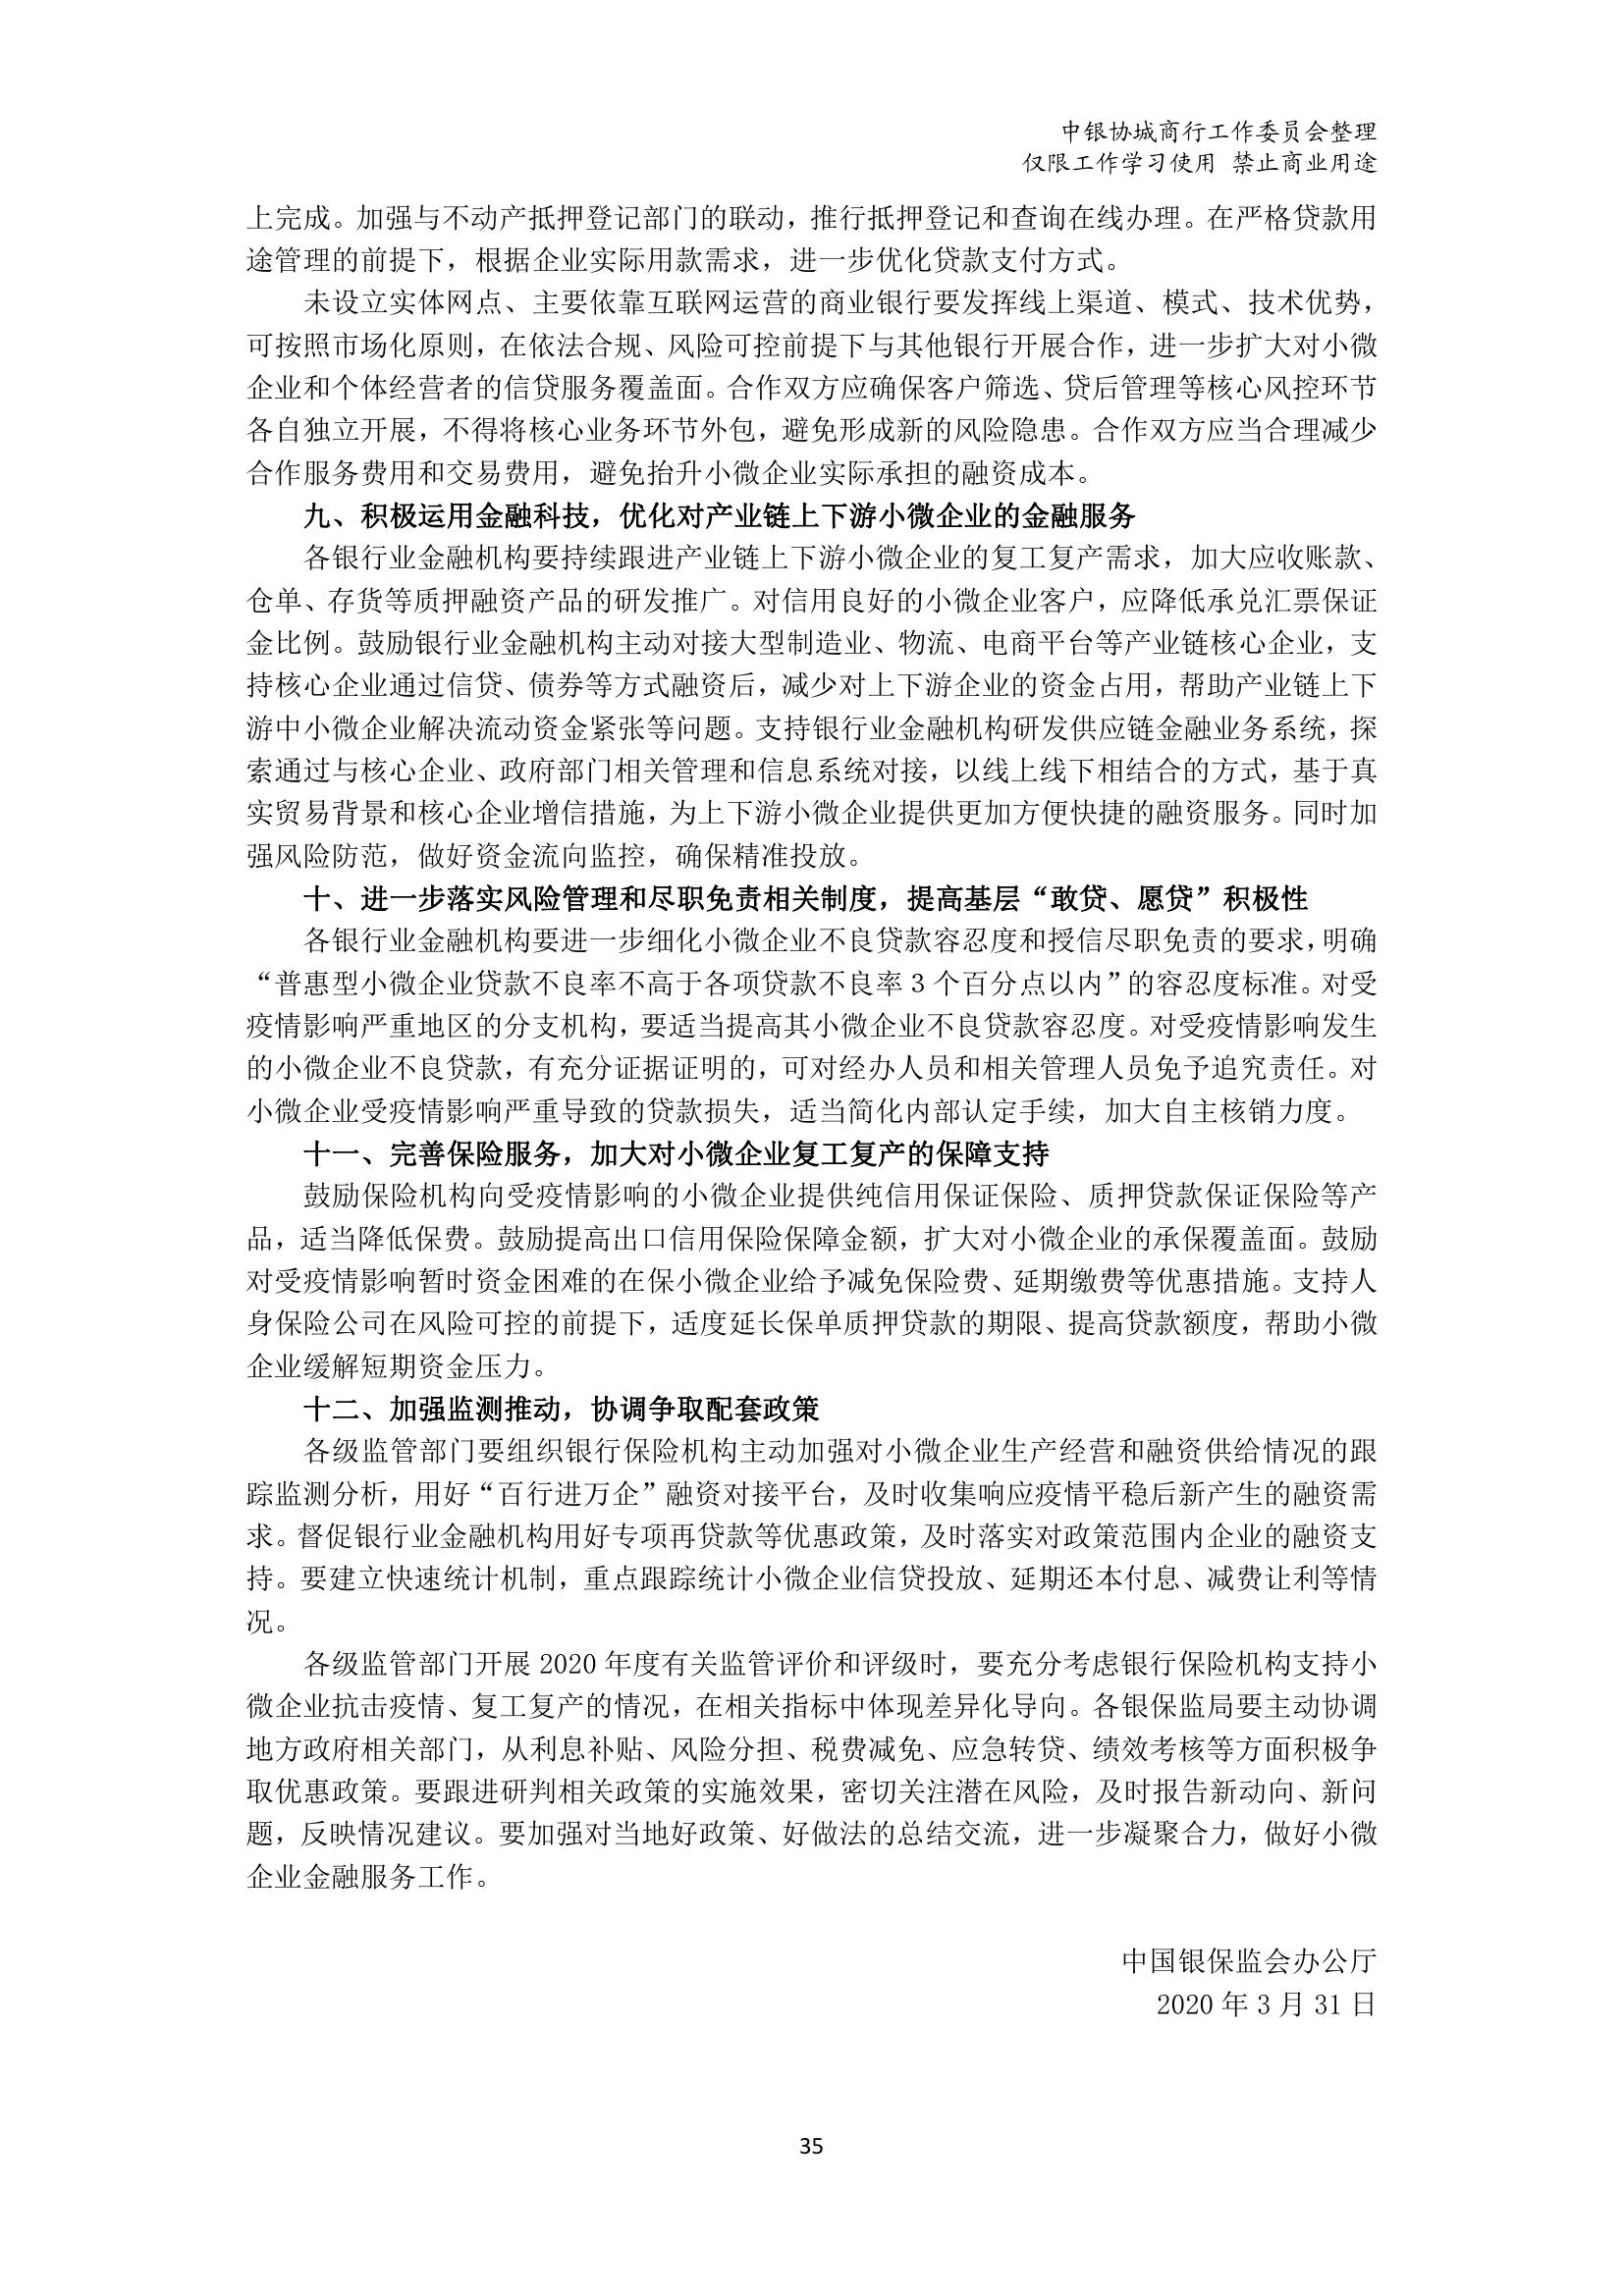 中银协城商行工作委员会整理
仅限工作学习使用 禁止商业用途
上完成。加强与不动产抵押登记部门的联动，推行抵押登记和查询在线办理。在严格贷款用
途管理的前提下，根据企业实际用款需求，进一步优化贷款支付方式。
未设立实体网点、主要依靠互联网运营的商业银行要发挥线上渠道、模式、技术优势，
可按照市场化原则，在依法合规、风险可控前提下与其他银行开展合作，进一步扩大对小微
企业和个体经营者的信贷服务覆盖面。合作双方应确保客户筛选、贷后管理等核心风控环节
各自独立开展，不得将核心业务环节外包，避免形成新的风险隐患。合作双方应当合理减少
合作服务费用和交易费用，避免抬升小微企业实际承担的融资成本。
九、积极运用金融科技，优化对产业链上下游小微企业的金融服务
各银行业金融机构要持续跟进产业链上下游小微企业的复工复产需求，加大应收账款、
仓单、存货等质押融资产品的研发推广。对信用良好的小微企业客户，应降低承兑汇票保证
金比例。鼓励银行业金融机构主动对接大型制造业、物流、电商平台等产业链核心企业，支
持核心企业通过信贷、债券等方式融资后，减少对上下游企业的资金占用，帮助产业链上下
游中小微企业解决流动资金紧张等问题。支持银行业金融机构研发供应链金融业务系统，探
索通过与核心企业、政府部门相关管理和信息系统对接，以线上线下相结合的方式，基于真
实贸易背景和核心企业增信措施，为上下游小微企业提供更加方便快捷的融资服务。同时加
强风险防范，做好资金流向监控，确保精准投放。
十、进一步落实风险管理和尽职免责相关制度，提高基层“敢贷、愿贷”积极性
各银行业金融机构要进一步细化小微企业不良贷款容忍度和授信尽职免责的要求，明确
“普惠型小微企业贷款不良率不高于各项贷款不良率 3 个百分点以内”的容忍度标准。对受
疫情影响严重地区的分支机构，要适当提高其小微企业不良贷款容忍度。对受疫情影响发生
的小微企业不良贷款，有充分证据证明的，可对经办人员和相关管理人员免予追究责任。对
小微企业受疫情影响严重导致的贷款损失，适当简化内部认定手续，加大自主核销力度。
十一、完善保险服务，加大对小微企业复工复产的保障支持
鼓励保险机构向受疫情影响的小微企业提供纯信用保证保险、质押贷款保证保险等产
品，适当降低保费。鼓励提高出口信用保险保障金额，扩大对小微企业的承保覆盖面。鼓励
对受疫情影响暂时资金困难的在保小微企业给予减免保险费、延期缴费等优惠措施。支持人
身保险公司在风险可控的前提下，适度延长保单质押贷款的期限、提高贷款额度，帮助小微
企业缓解短期资金压力。
十二、加强监测推动，协调争取配套政策
各级监管部门要组织银行保险机构主动加强对小微企业生产经营和融资供给情况的跟
踪监测分析，用好“百行进万企”融资对接平台，及时收集响应疫情平稳后新产生的融资需
求。督促银行业金融机构用好专项再贷款等优惠政策，及时落实对政策范围内企业的融资支
持。要建立快速统计机制，重点跟踪统计小微企业信贷投放、延期还本付息、减费让利等情
况。
各级监管部门开展 2020 年度有关监管评价和评级时，要充分考虑银行保险机构支持小
微企业抗击疫情、复工复产的情况，在相关指标中体现差异化导向。各银保监局要主动协调
地方政府相关部门，从利息补贴、风险分担、税费减免、应急转贷、绩效考核等方面积极争
取优惠政策。要跟进研判相关政策的实施效果，密切关注潜在风险，及时报告新动向、新问
题，反映情况建议。要加强对当地好政策、好做法的总结交流，进一步凝聚合力，做好小微
企业金融服务工作。
中国银保监会办公厅
2020 年 3 月 31 日
35